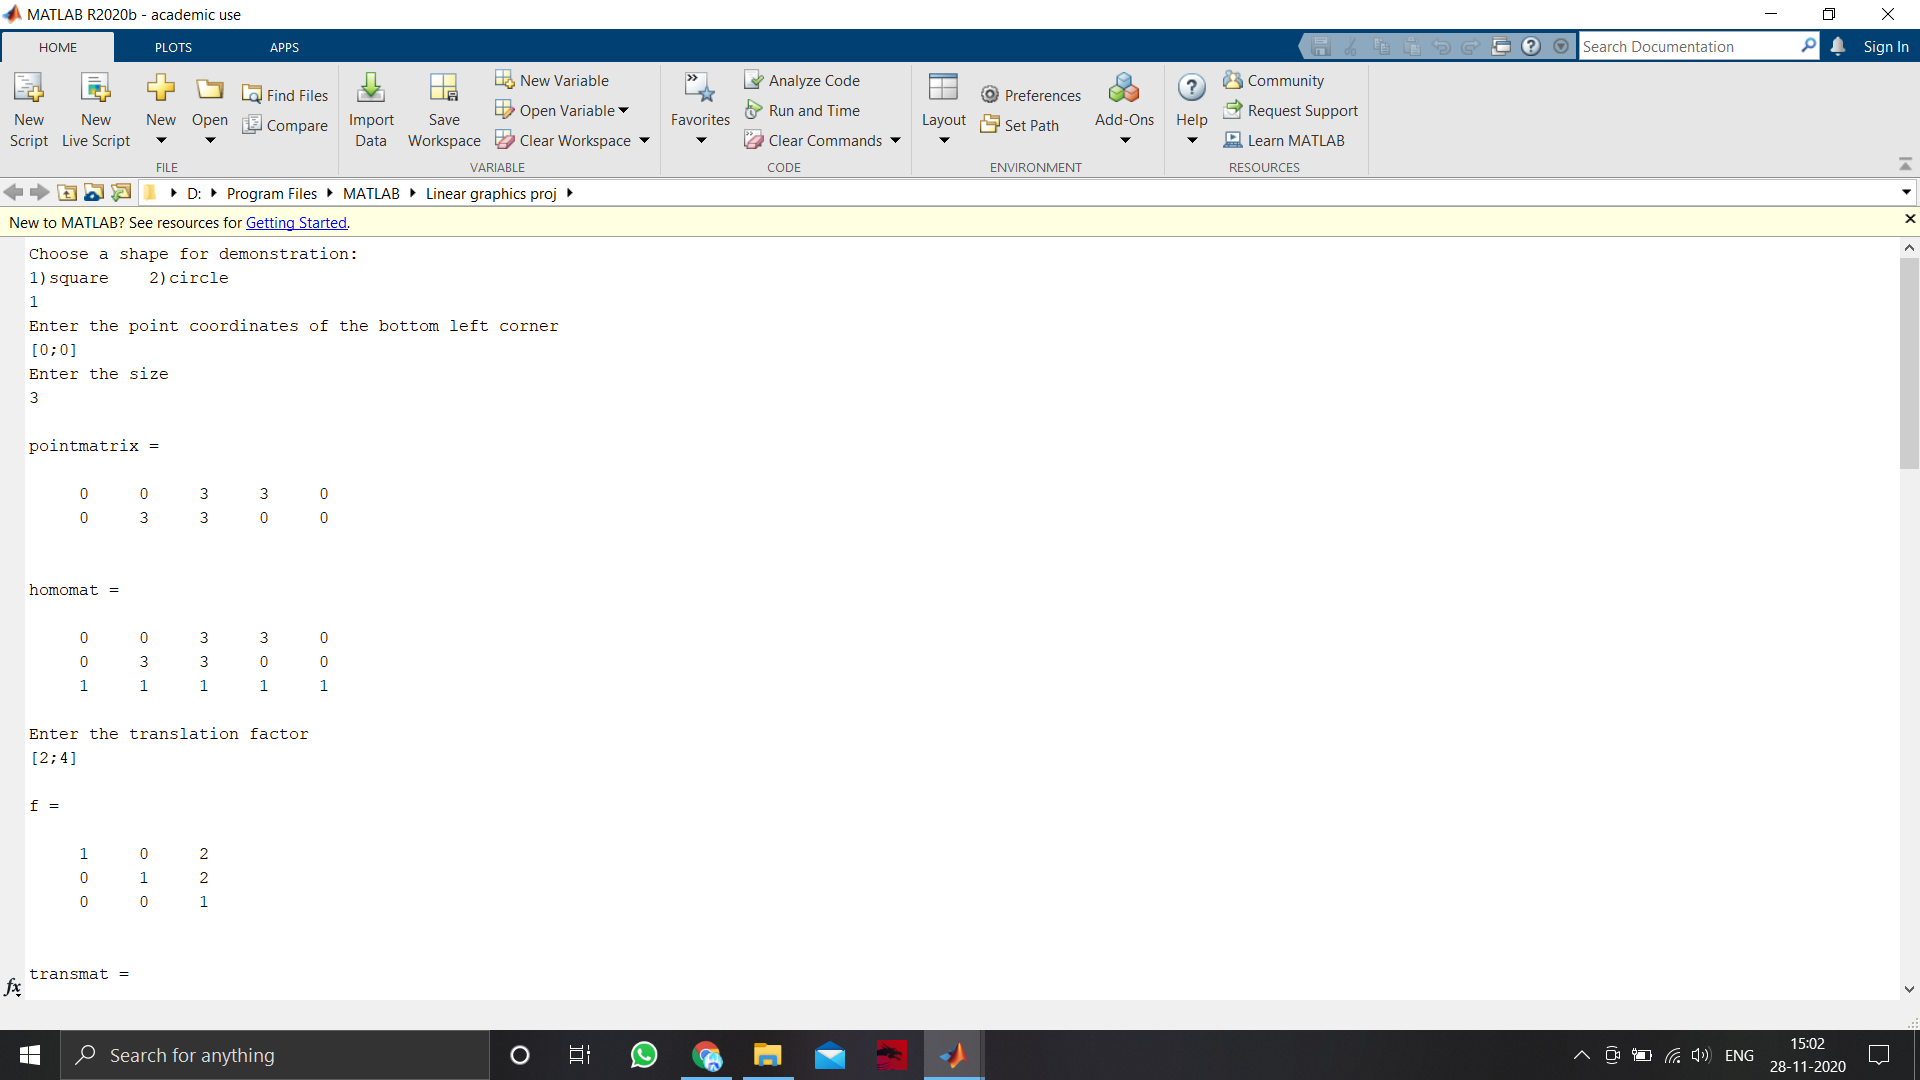 MATLAB R2020b - academic use
HOME PLOTS APPS
Search Documentation
Sign In
New Script
New Live Script
New
Open
Find Files
Compare
FILE
Import Data
Save Workspace
New Variable
Open Variable
Clear Workspace
VARIABLE
Favorites
Analyze Code
Run and Time
Clear Commands
CODE
Layout
Preferences
Set Path
Add-Ons
ENVIRONMENT
Help
Community
Request Support
Learn MATLAB
RESOURCES
D: Program Files MATLAB Linear graphics proj
New to MATLAB? See resources for Getting Started.
Choose a shape for demonstration:
1)square 2)circle
1
Enter the point coordinates of the bottom left corner
[0;0]
Enter the size
3
pointmatrix =
0 0 3 3 0
0 3 3 0 0
homomat =
0 0 3 3 0
0 3 3 0 0
1 1 1 1 1
Enter the translation factor
[2;4]
f =
1 0 2
0 1 2
0 0 1
transmat =
fx
Search for anything
ENG
15:02
28-11-2020